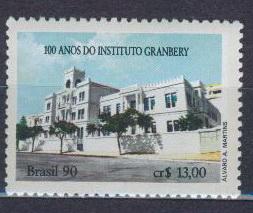 100 ANOS DO INSTITUTO GRANBERY
Brasil 90
cr$ 13,00
ALVARO A. MARTINS